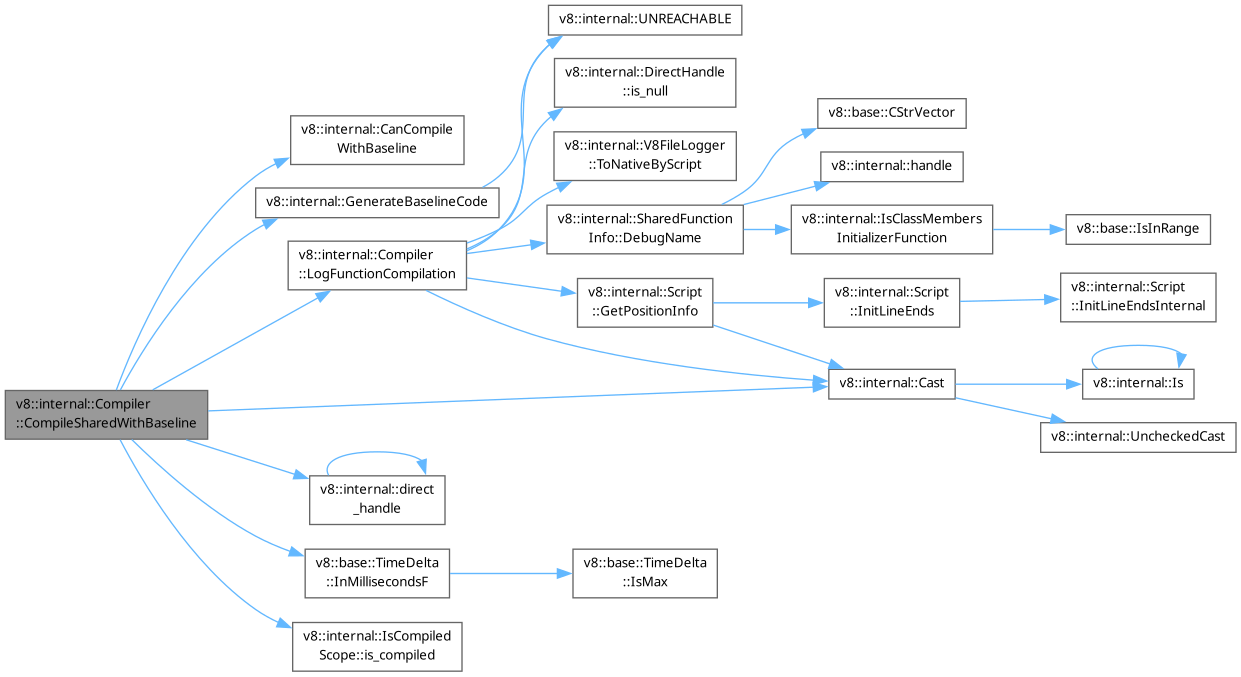 v8::internal::UNREACHABLE
v8::internal::DirectHandle
::is_null
v8::base::CStrVector
v8::internal::CanCompile
WithBaseline
v8::internal::V8FileLogger
::ToNativeByScript
v8::internal::handle
v8::internal::GenerateBaselineCode
v8::internal::SharedFunction
Info::DebugName
v8::internal::IsClassMembers
InitializerFunction
v8::base::IsInRange
v8::internal::Compiler
::LogFunctionCompilation
v8::internal::Script
::GetPositionInfo
v8::internal::Script
::InitLineEnds
v8::internal::Script
::InitLineEndsInternal
v8::internal::Cast
v8::internal::Is
v8::internal::Compiler
::CompileSharedWithBaseline
v8::internal::UncheckedCast
v8::internal::direct
_handle
v8::base::TimeDelta
::InMillisecondsF
v8::base::TimeDelta
::IsMax
v8::internal::IsCompiled
Scope::is_compiled